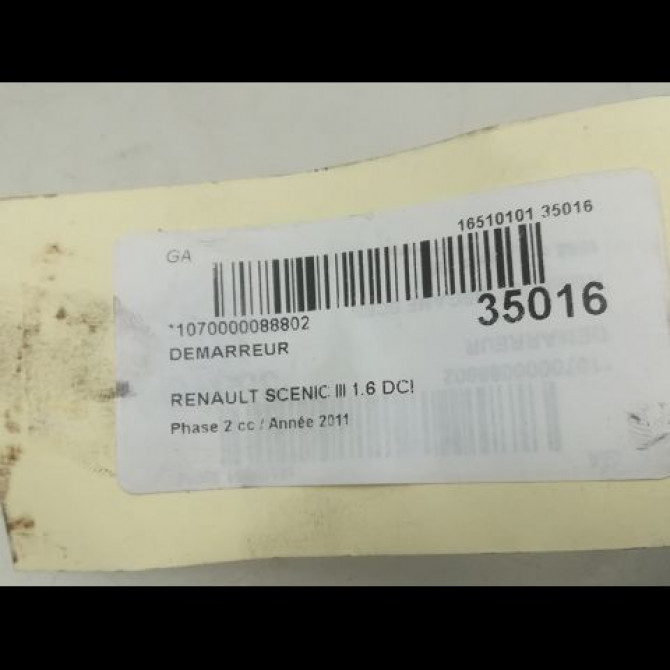 GA
16510101 35016
*1070000088802
35016
DEMARREUR
RENAULT SCENIC III 1.6 DCI
Phase 2 cc / Année 2011